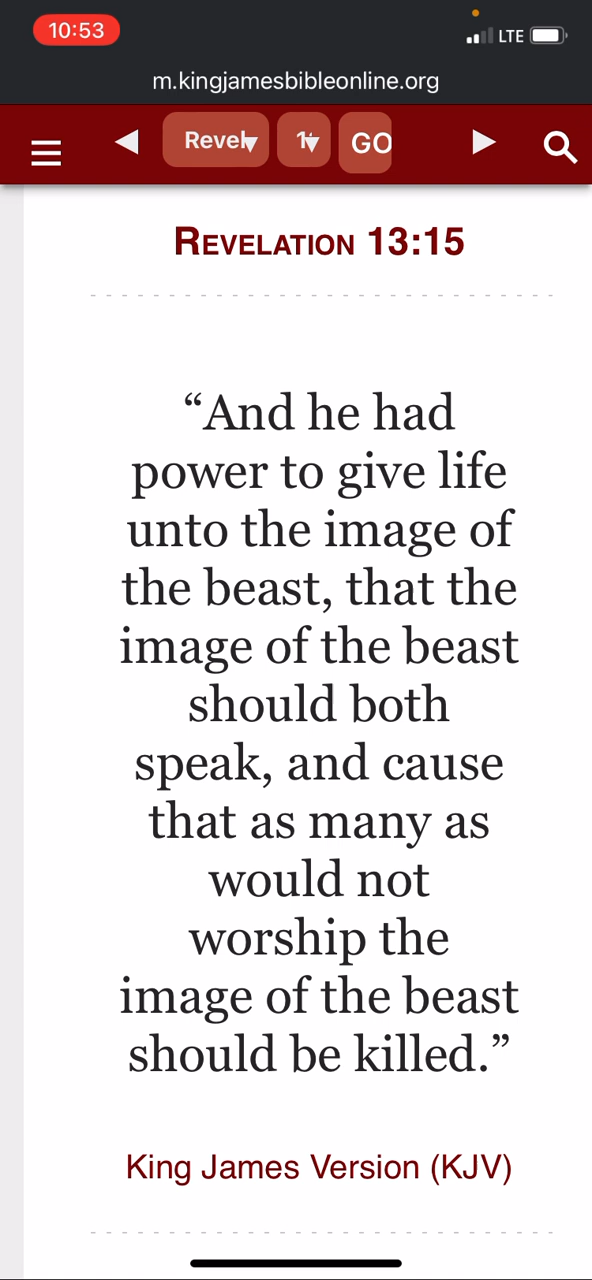 10:53
LTE
m.kingjamesbibleonline.org
Revel
GO
REVELATION 13:15
“And he had
power to give life
unto the image of
the beast, that the
image of the beast
should both
speak, and cause
that as many as
would not
worship the
image of the beast
should be killed.”
King James Version (KJV)